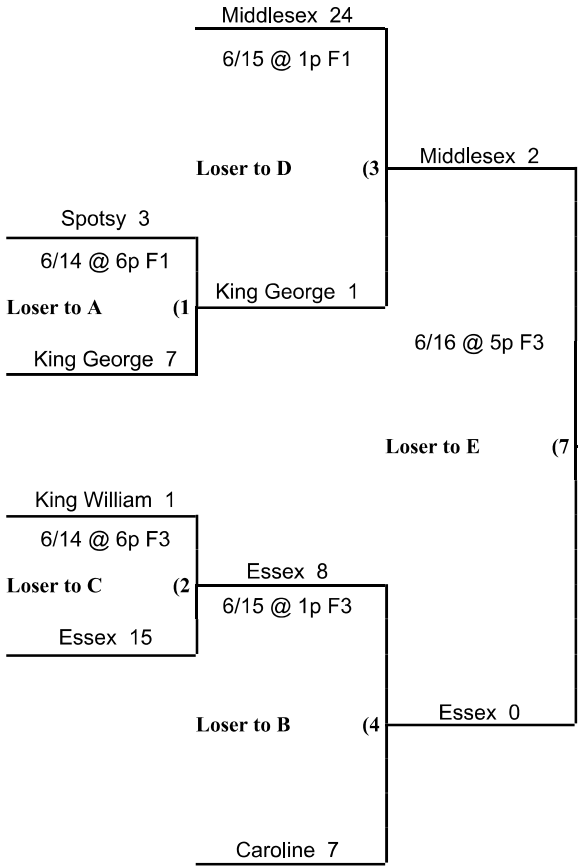 Middlesex 24
6/15 @ 1p F1
Loser to D (3
Middlesex 2
Spotsy 3
6/14 @ 6p F1
Loser to A (1
King George 1
King George 7
6/16 @ 5p F3
Loser to E (7
King William 1
6/14 @ 6p F3
Loser to C (2
Essex 8
6/15 @ 1p F3
Essex 15
Loser to B (4
Essex 0
Caroline 7